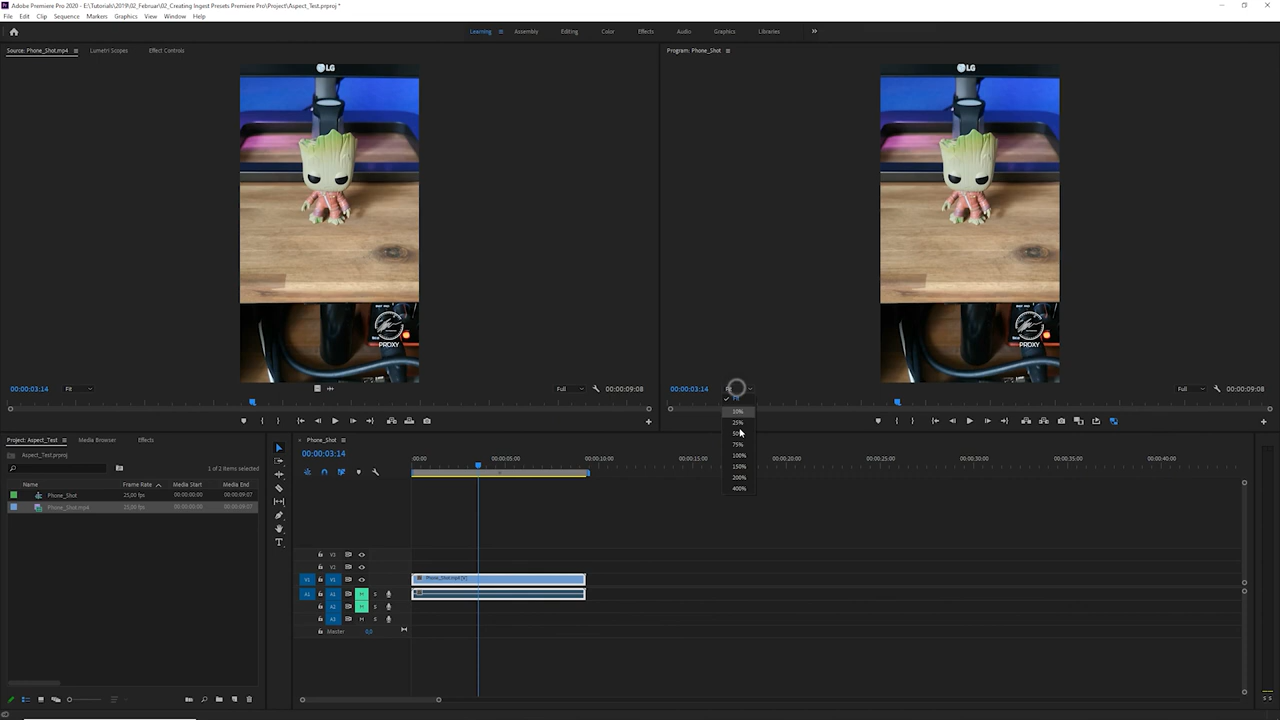 Adobe Premiere Pro 2020 - E:\Tutorials\2019\02_Februar\02_Creating Ingest Presets Premiere Pro\Project\Aspect_Test.prproj *
File Edit Clip Sequence Markers Graphics View Window Help
Learning Assembly Editing Color Effects Audio Graphics Libraries
Source: Phone_Shot.mp4 Lumetri Scopes Effect Controls
Program: Phone_Shot
LG
LG
PROXY
PROXY
00:00:03:14 Fit Full 00:00:09:08
00:00:03:14 Fit Full 00:00:09:08
Fit
10%
25%
50%
75%
100%
150%
200%
400%
Project: Aspect_Test Media Browser Effects
Aspect_Test.prproj
1 of 2 items selected
Name Frame Rate Media Start Media End
Phone_Shot 25,00 fps 00:00:00:00 00:00:09:07
Phone_Shot.mp4 25,00 fps 00:00:00:00 00:00:09:07
Phone_Shot
00:00:03:14
:00:00 00:00:05:00 00:00:10:00 00:00:15:00 00:00:20:00 00:00:25:00 00:00:30:00 00:00:35:00 00:00:40:00
V3
V2
V1 V1 Phone_Shot.mp4 [V]
A1 A1 M S
A2 M S
A3 M S
Master 0,0
S S